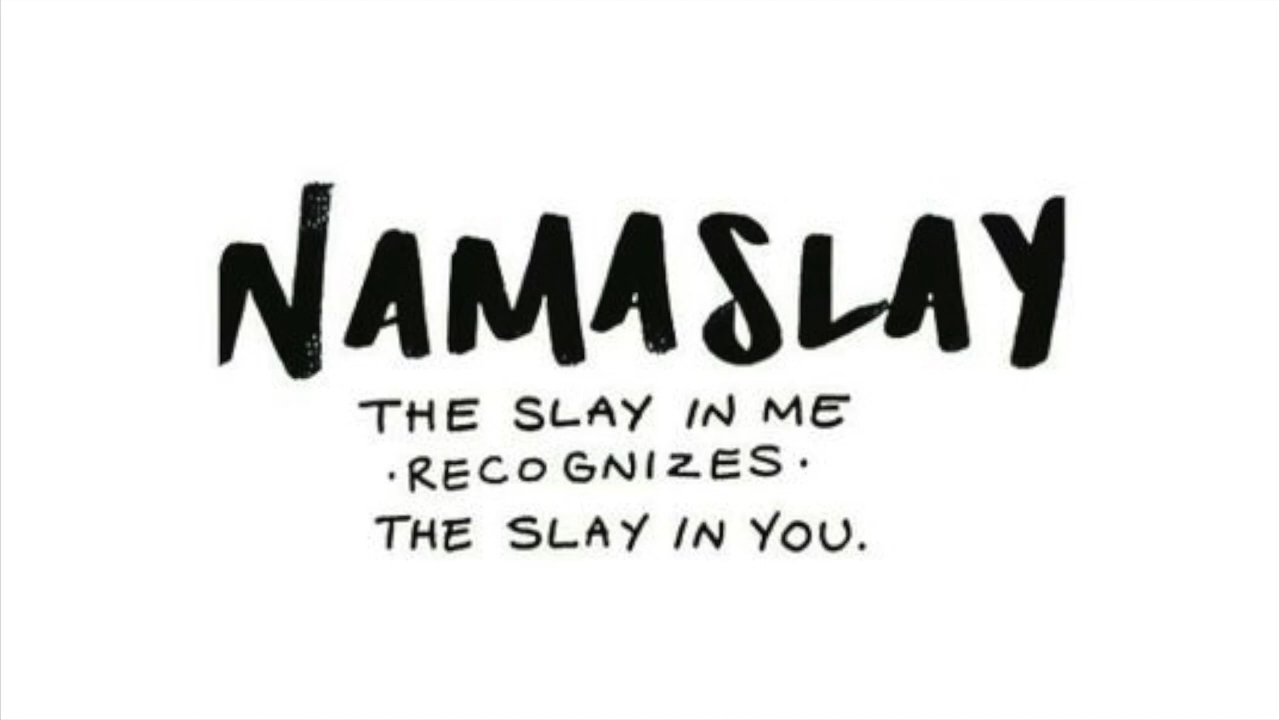 NAMASLAY
THE SLAY IN ME
·RECOGNIZES·
THE SLAY IN YOU.